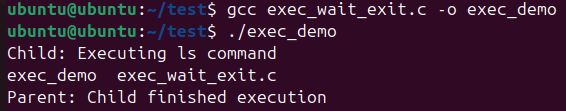 ubuntu@ubuntu:~/test$ gcc exec_wait_exit.c -o exec_demo
ubuntu@ubuntu:~/test$ ./exec_demo
Child: Executing ls command
exec_demo  exec_wait_exit.c
Parent: Child finished execution